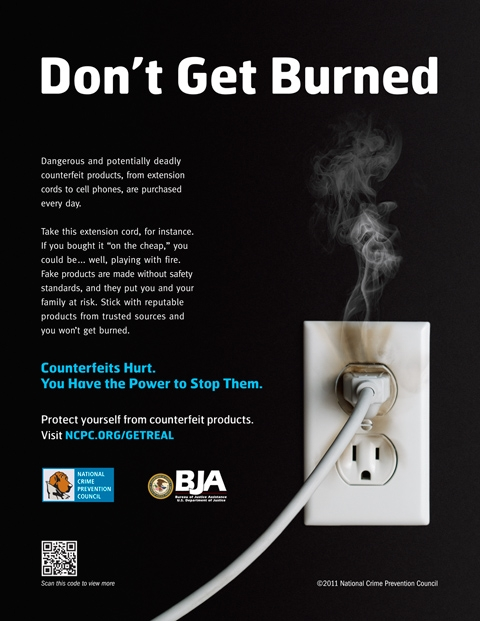 Don't Get Burned
Dangerous and potentially deadly
counterfeit products, from extension
cords to cell phones, are purchased
every day.
Take this extension cord, for instance.
If you bought it “on the cheap,” you
could be... well, playing with fire.
Fake products are made without safety
standards, and they put you and your
family at risk. Stick with reputable
products from trusted sources and
you won't get burned.
Counterfeits Hurt.
You Have the Power to Stop Them.
Protect yourself from counterfeit products.
Visit NCPC.ORG/GETREAL
NATIONAL
CRIME
PREVENTION
COUNCIL
BJA
Bureau of Justice Assistance
U.S. Department of Justice
Scan this code to view more
©2011 National Crime Prevention Council